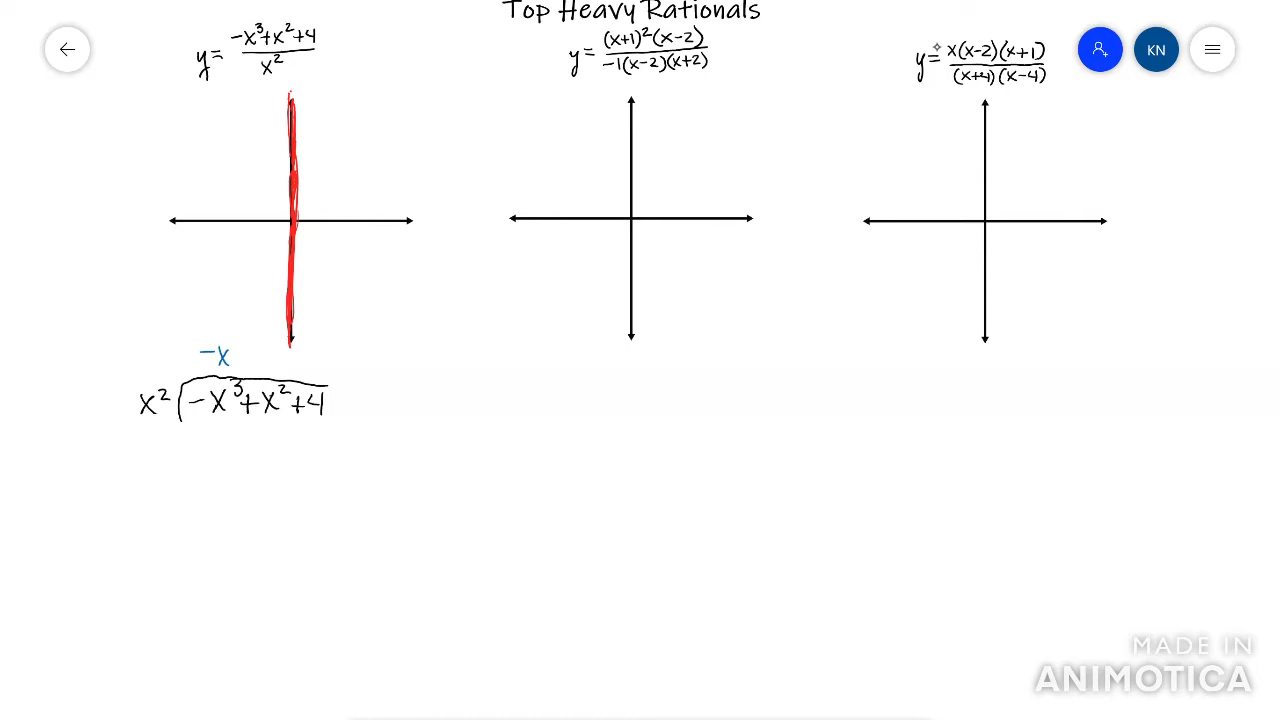 Top Heavy Rationals
y = (-x³+x²+4)/x²
y = ((x+1)²(x-2))/(-1(x-2)(x+2))
y = (x(x-2)(x+1))/((x+4)(x-4))
KN
-x
x² -x³+x²+4
MADE IN
ANIMOTICA